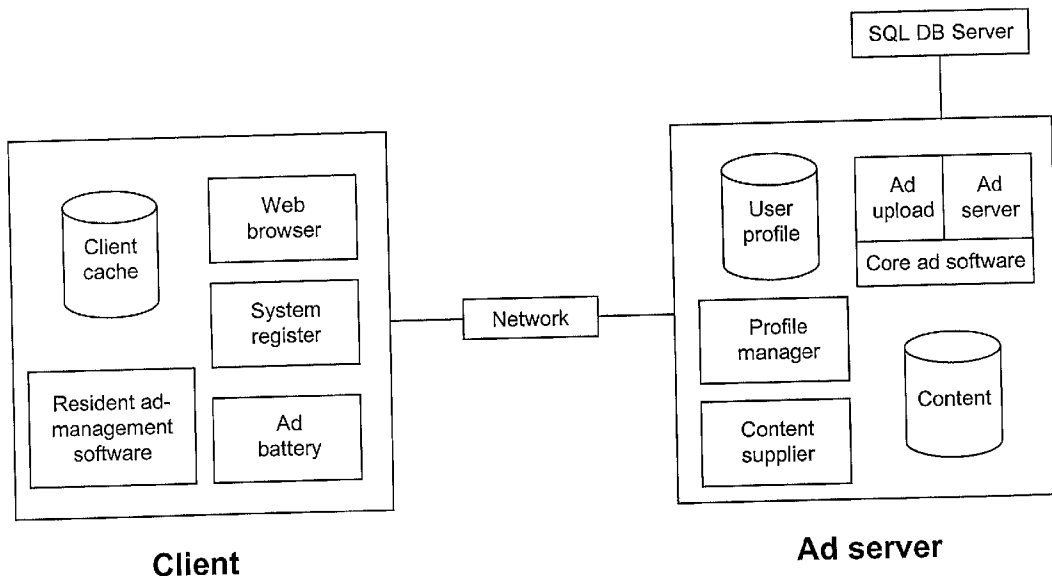 SQL DB Server
Client
cache
Web
browser
System
register
Resident ad-
management
software
Ad
battery
Network
User
profile
Ad
upload
Ad
server
Core ad software
Profile
manager
Content
supplier
Content
Client
Ad server